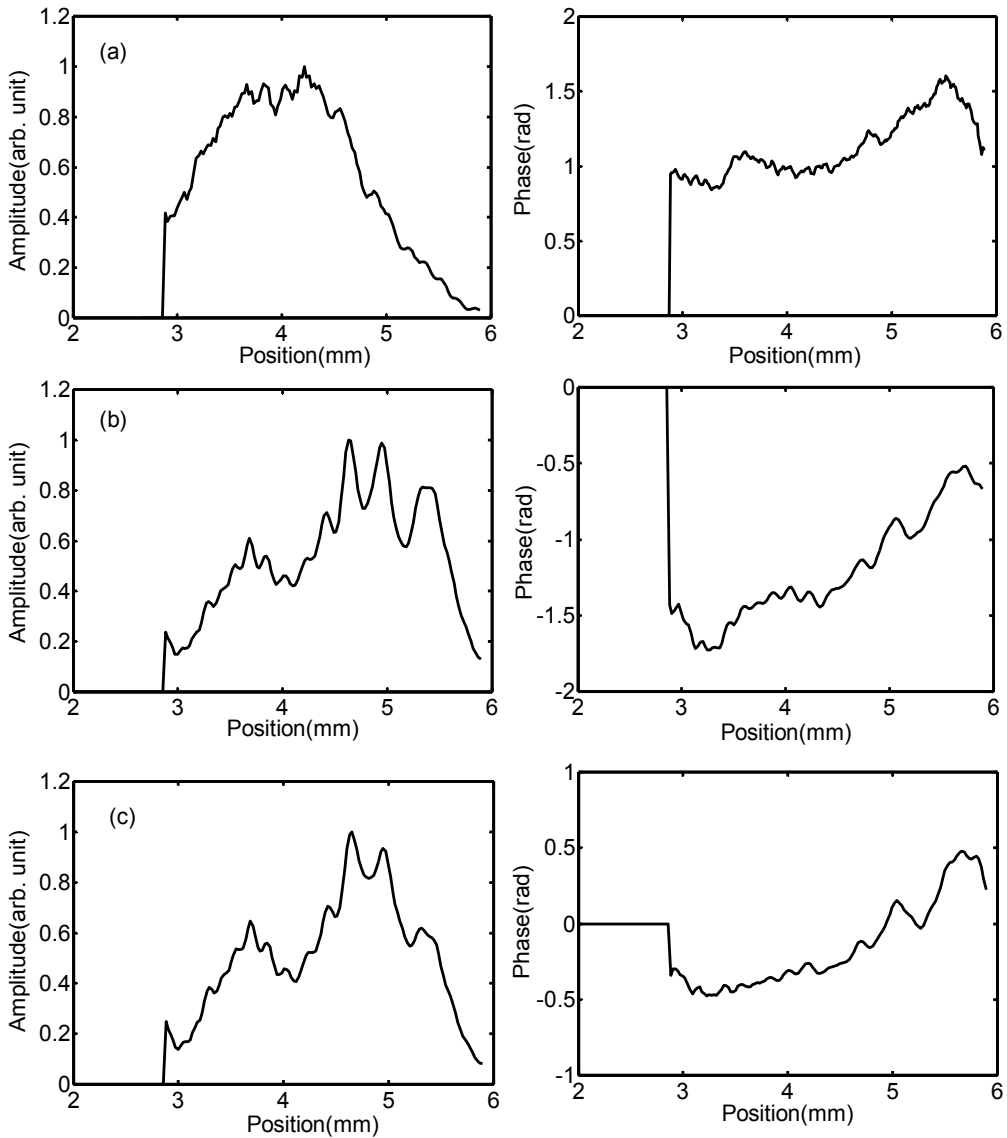 (a)
Amplitude(arb. unit)
1.2
1
0.8
0.6
0.4
0.2
0
2 3 4 5 6
Position(mm)
Phase(rad)
2
1.5
1
0.5
0
2 3 4 5 6
Position(mm)
(b)
Amplitude(arb. unit)
1.2
1
0.8
0.6
0.4
0.2
0
2 3 4 5 6
Position(mm)
Phase(rad)
0
-0.5
-1
-1.5
-2
2 3 4 5 6
Position(mm)
(c)
Amplitude(arb. unit)
1.2
1
0.8
0.6
0.4
0.2
0
2 3 4 5 6
Position(mm)
Phase(rad)
1
0.5
0
-0.5
-1
2 3 4 5 6
Position(mm)